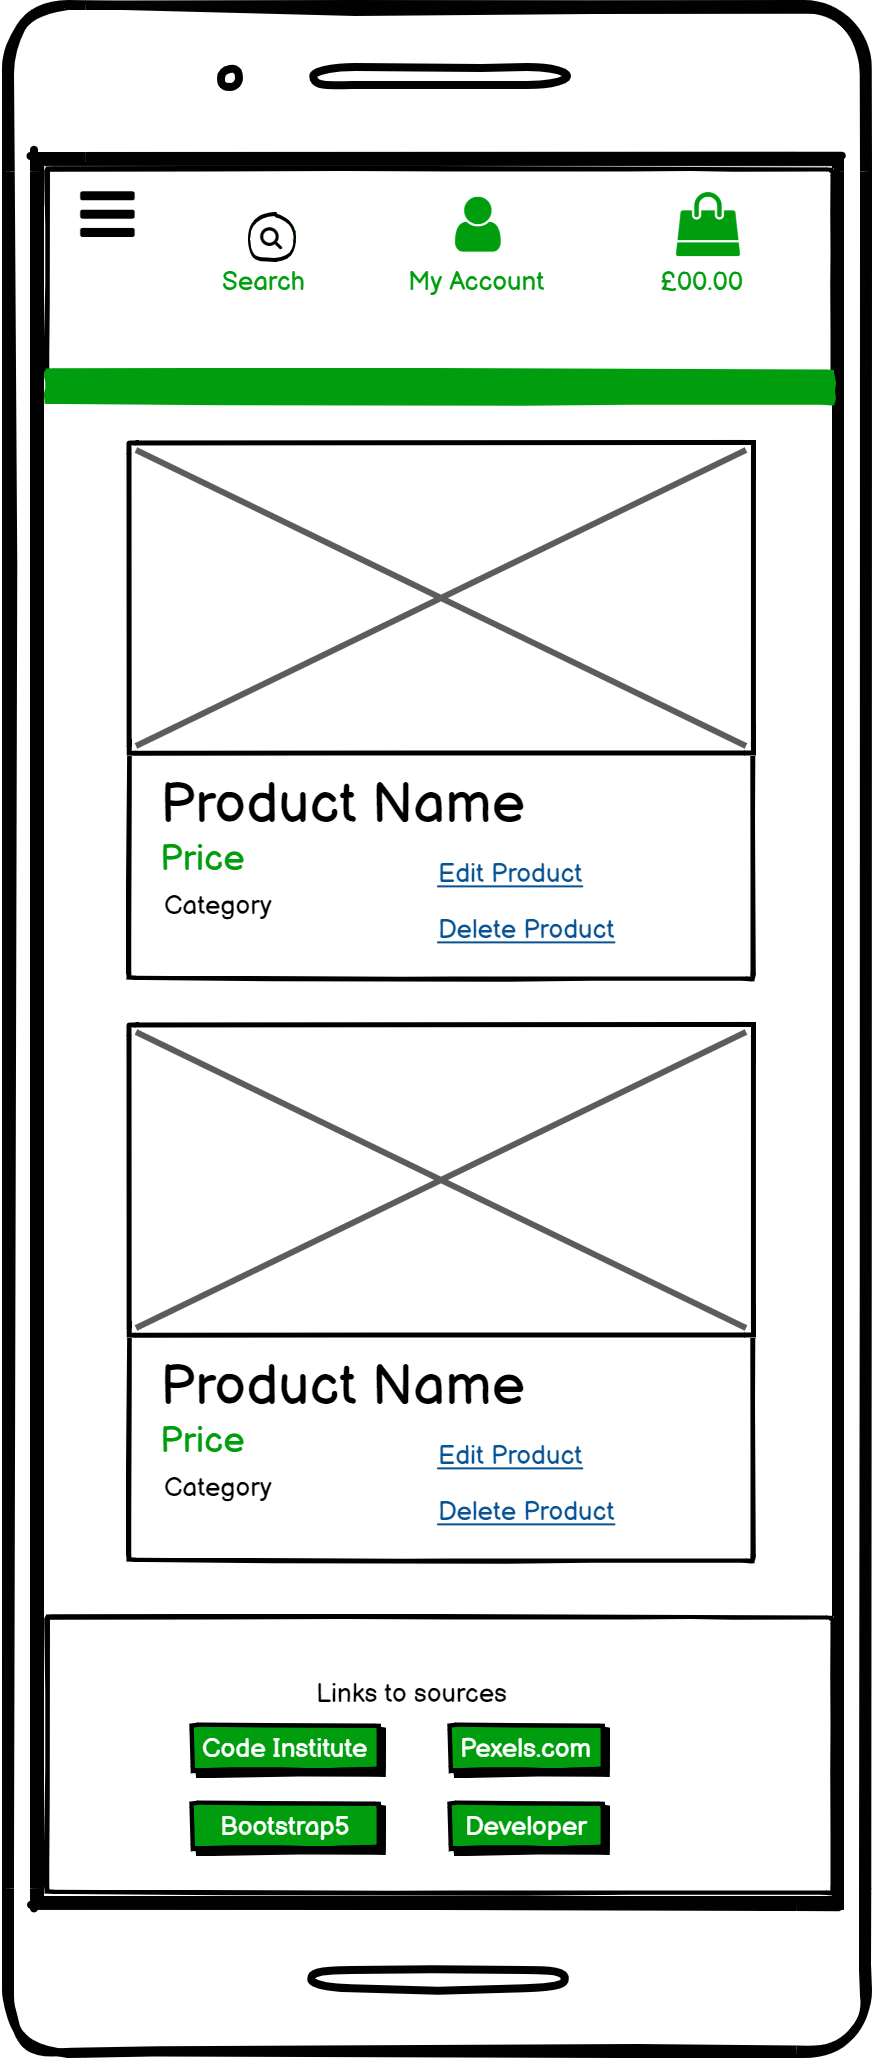 Search My Account £00.00
Product Name
Price
Edit Product
Category
Delete Product
Product Name
Price
Edit Product
Category
Delete Product
Links to sources
Code Institute Pexels.com
Bootstrap5 Developer